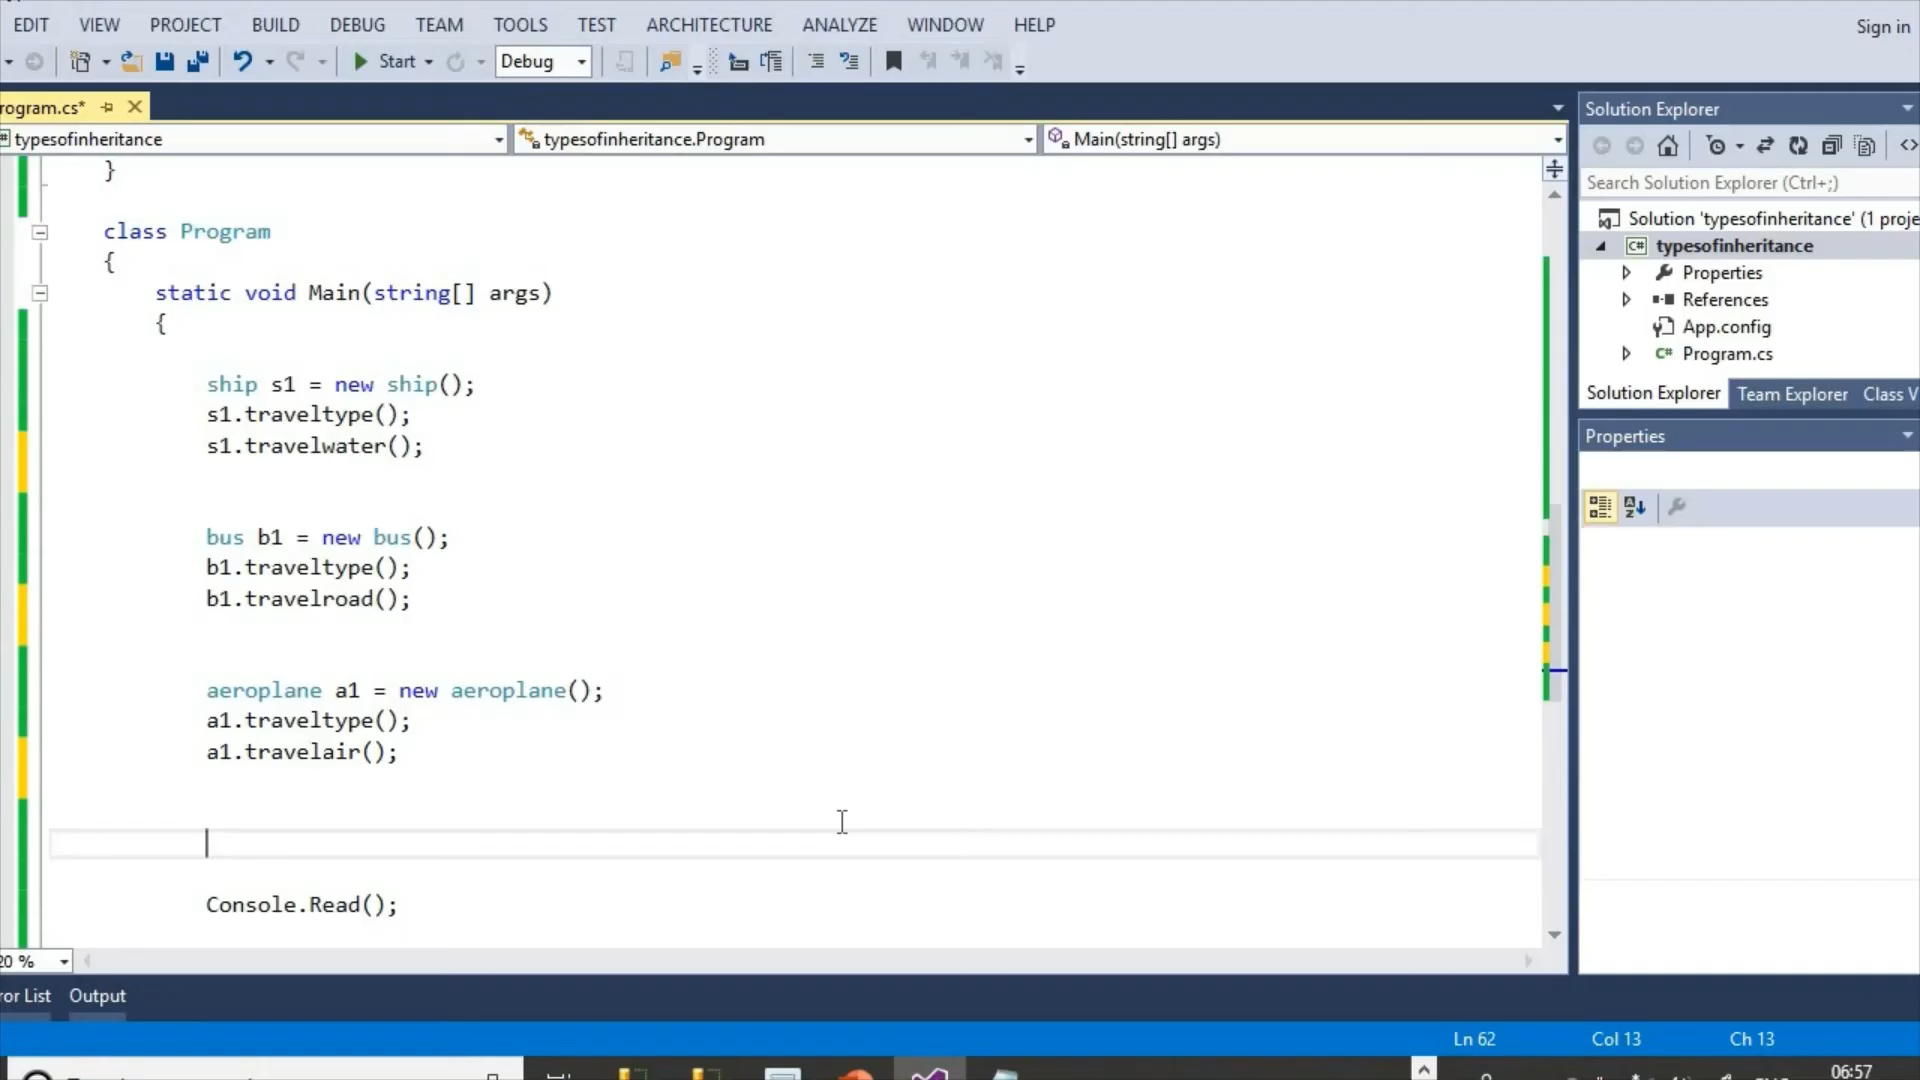 EDIT VIEW PROJECT BUILD DEBUG TEAM TOOLS TEST ARCHITECTURE ANALYZE WINDOW HELP
Sign in
Start Debug
rogram.cs*
typesofinheritance
typesofinheritance.Program
Main(string[] args)
}
class Program
{
static void Main(string[] args)
{
ship s1 = new ship();
s1.traveltype();
s1.travelwater();
bus b1 = new bus();
b1.traveltype();
b1.travelroad();
aeroplane a1 = new aeroplane();
a1.traveltype();
a1.travelair();
Console.Read();
20 %
Solution Explorer
Search Solution Explorer (Ctrl+;)
Solution 'typesofinheritance' (1 proje
C# typesofinheritance
Properties
References
App.config
C# Program.cs
Solution Explorer Team Explorer Class V
Properties
ror List Output
Ln 62 Col 13 Ch 13
06:57